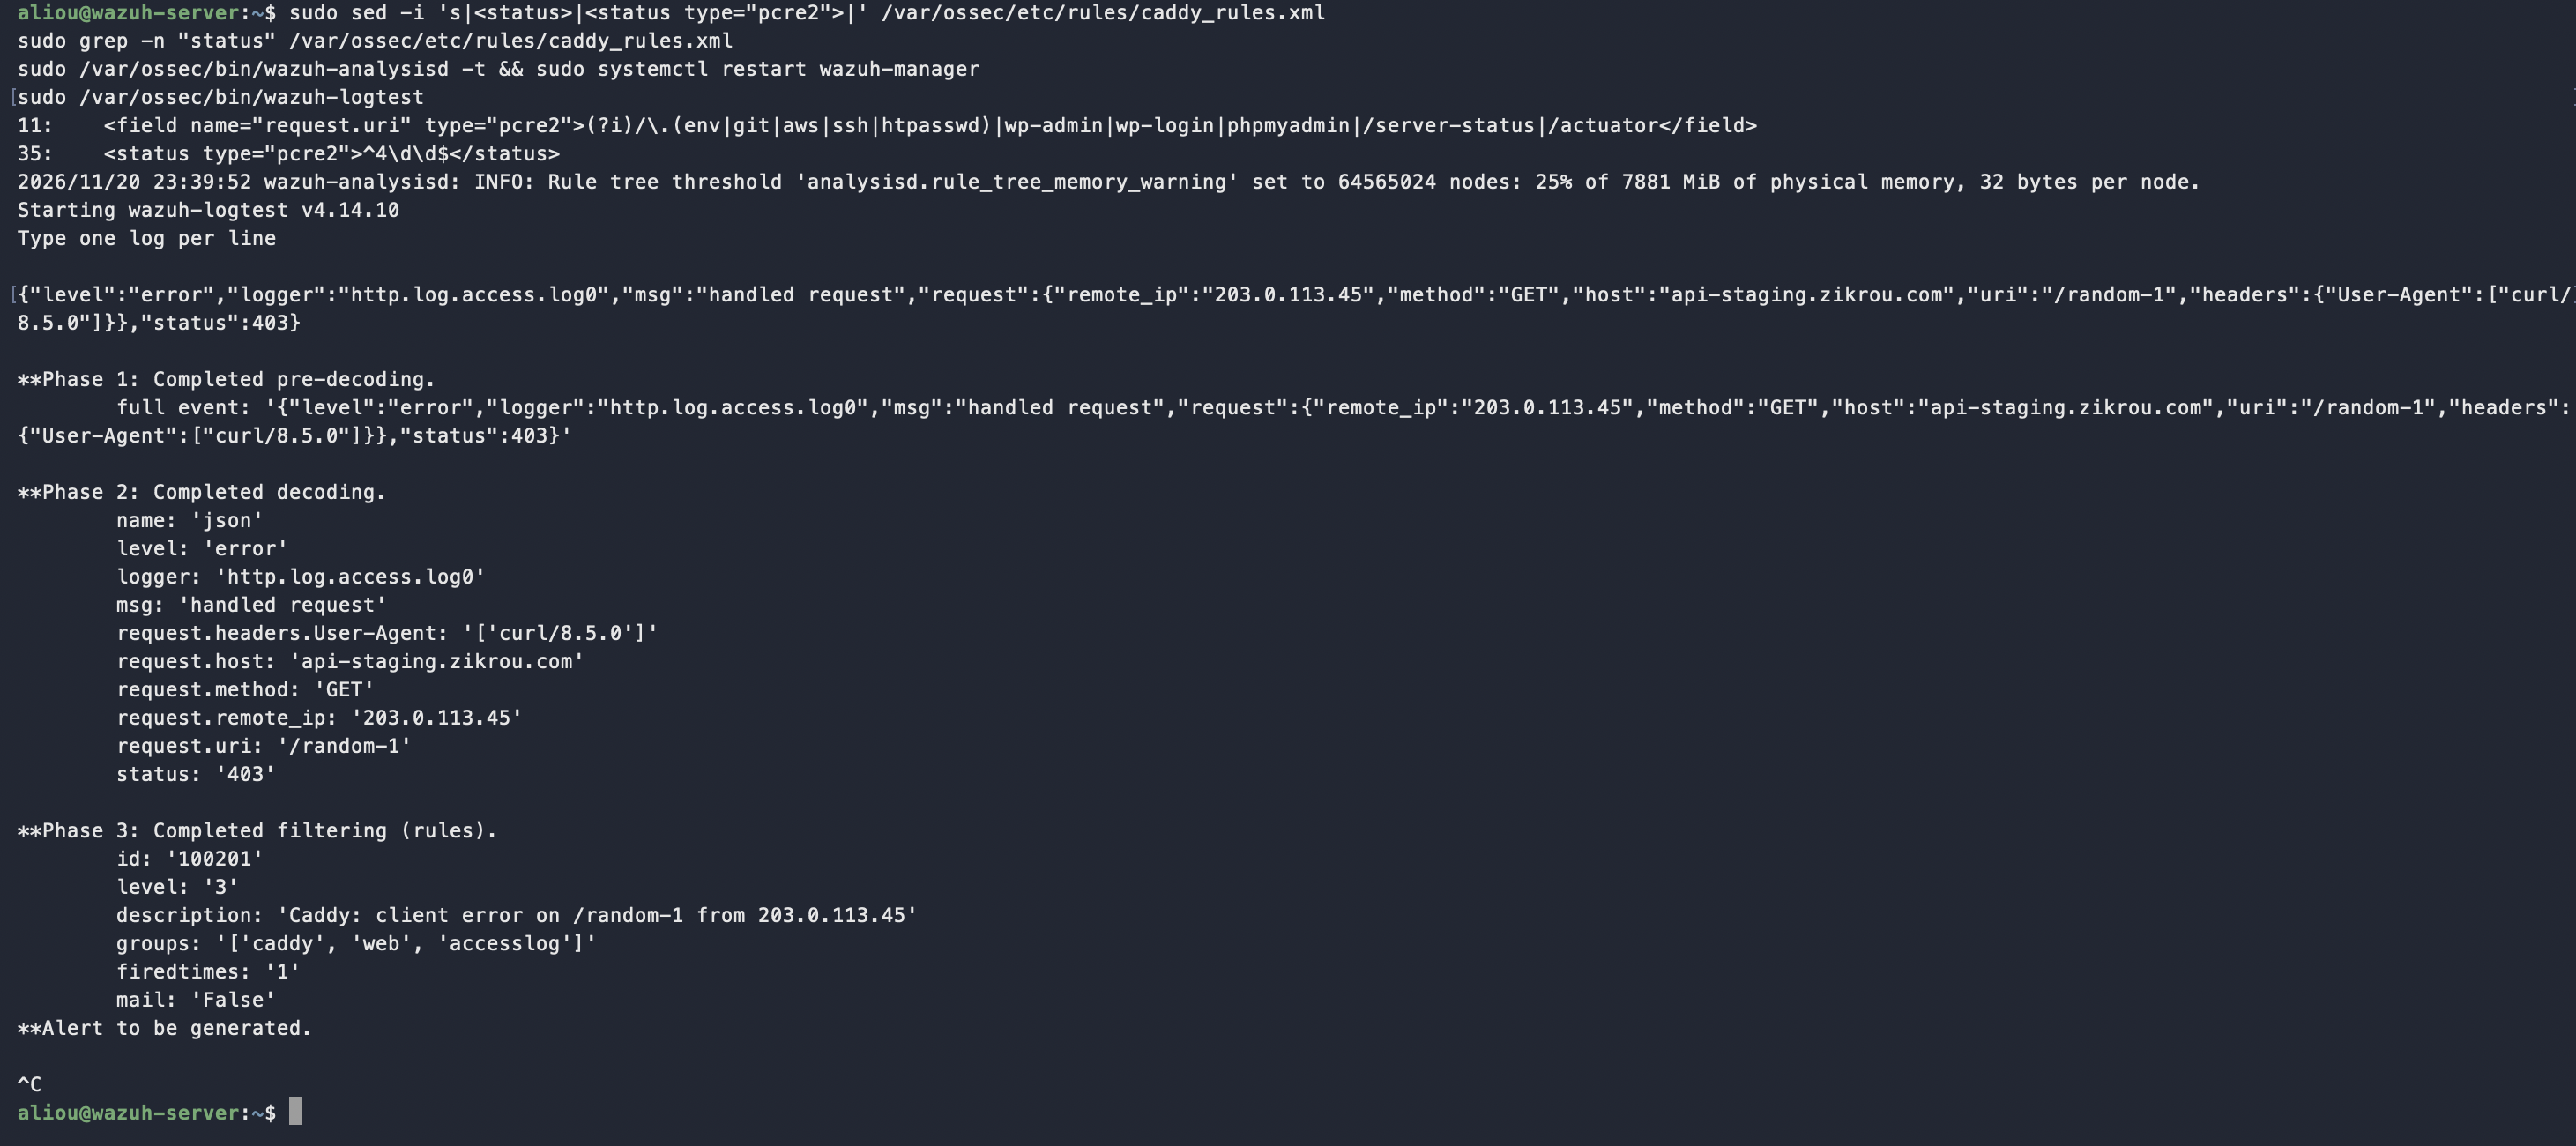 aliou@wazuh-server:~$ sudo sed -i 's|<status>|<status type="pcre2">|' /var/ossec/etc/rules/caddy_rules.xml
sudo grep -n "status" /var/ossec/etc/rules/caddy_rules.xml
sudo /var/ossec/bin/wazuh-analysisd -t && sudo systemctl restart wazuh-manager
[sudo /var/ossec/bin/wazuh-logtest
11:    <field name="request.uri" type="pcre2">(?i)/\.(env|git|aws|ssh|htpasswd)|wp-admin|wp-login|phpmyadmin|/server-status|/actuator</field>
35:    <status type="pcre2">^4\d\d$</status>
2026/11/20 23:39:52 wazuh-analysisd: INFO: Rule tree threshold 'analysisd.rule_tree_memory_warning' set to 64565024 nodes: 25% of 7881 MiB of physical memory, 32 bytes per node.
Starting wazuh-logtest v4.14.10
Type one log per line

[{"level":"error","logger":"http.log.access.log0","msg":"handled request","request":{"remote_ip":"203.0.113.45","method":"GET","host":"api-staging.zikrou.com","uri":"/random-1","headers":{"User-Agent":["curl/]
8.5.0"]}},"status":403}

**Phase 1: Completed pre-decoding.
        full event: '{"level":"error","logger":"http.log.access.log0","msg":"handled request","request":{"remote_ip":"203.0.113.45","method":"GET","host":"api-staging.zikrou.com","uri":"/random-1","headers":
{"User-Agent":["curl/8.5.0"]}},"status":403}'

**Phase 2: Completed decoding.
        name: 'json'
        level: 'error'
        logger: 'http.log.access.log0'
        msg: 'handled request'
        request.headers.User-Agent: '['curl/8.5.0']'
        request.host: 'api-staging.zikrou.com'
        request.method: 'GET'
        request.remote_ip: '203.0.113.45'
        request.uri: '/random-1'
        status: '403'

**Phase 3: Completed filtering (rules).
        id: '100201'
        level: '3'
        description: 'Caddy: client error on /random-1 from 203.0.113.45'
        groups: '['caddy', 'web', 'accesslog']'
        firedtimes: '1'
        mail: 'False'
**Alert to be generated.

^C
aliou@wazuh-server:~$